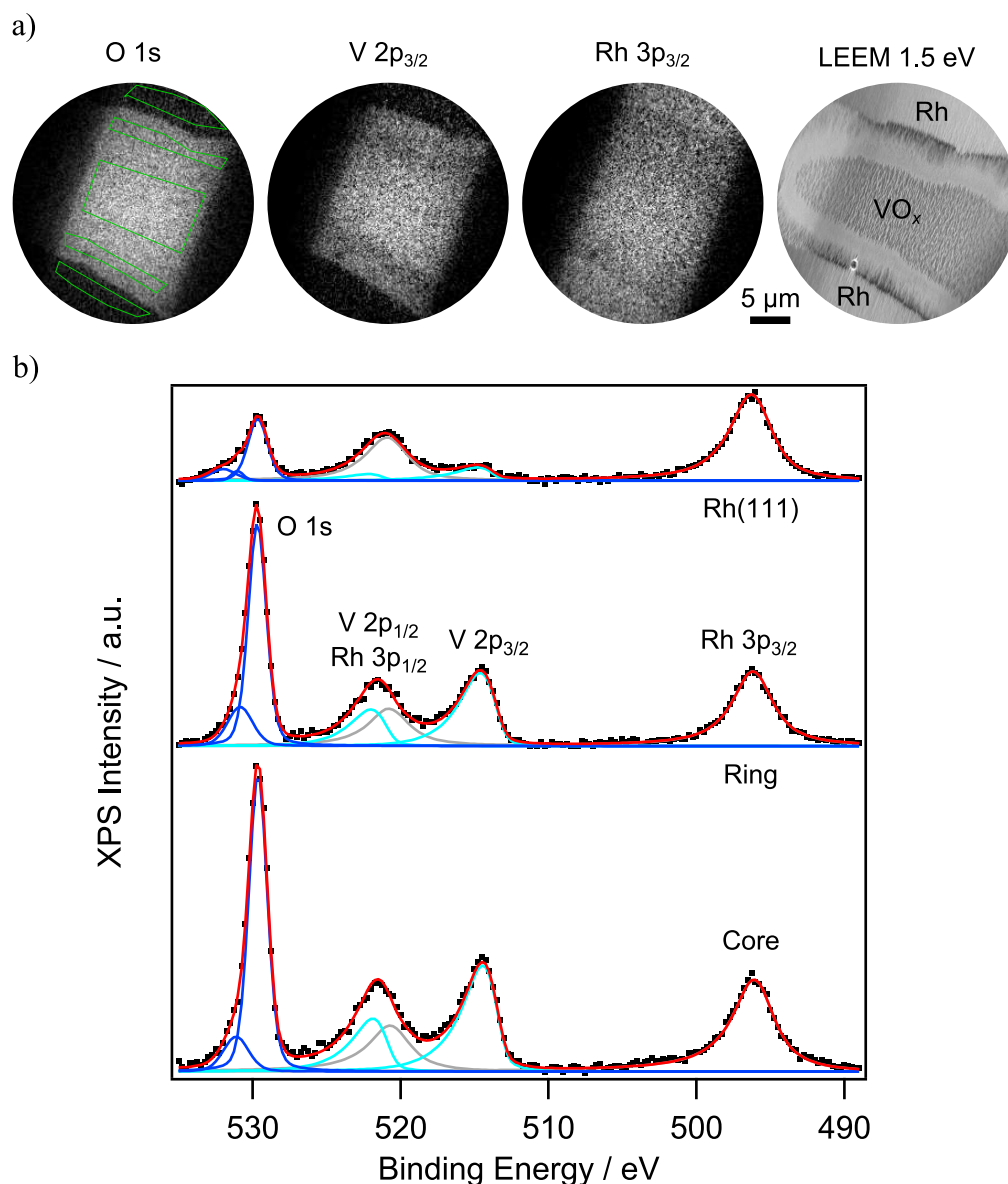 a)
O 1s
V 2p3/2
Rh 3p3/2
LEEM 1.5 eV
Rh
VOx
Rh
5 µm
b)
Rh(111)
O 1s
V 2p1/2
Rh 3p1/2
V 2p3/2
Rh 3p3/2
Ring
Core
XPS Intensity / a.u.
530
520
510
500
490
Binding Energy / eV